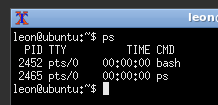 leon
leon@ubuntu:~$ ps
  PID TTY          TIME CMD
 2452 pts/0    00:00:00 bash
 2465 pts/0    00:00:00 ps
leon@ubuntu:~$